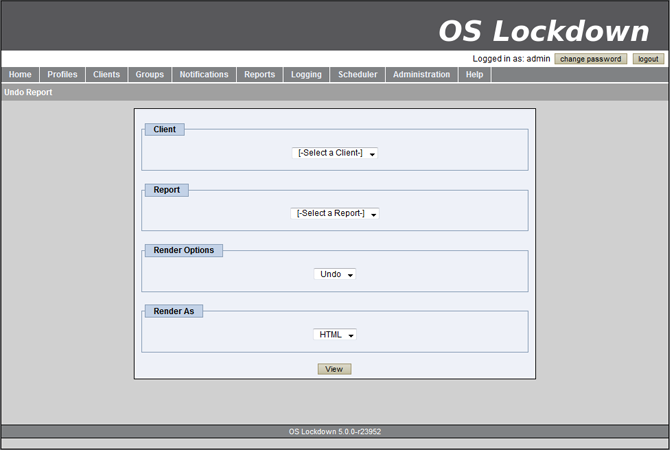 OS Lockdown
Logged in as: admin change password logout
Home Profiles Clients Groups Notifications Reports Logging Scheduler Administration Help
Undo Report
Client
[-Select a Client-]
Report
[-Select a Report-]
Render Options
Undo
Render As
HTML
View
OS Lockdown 5.0.0-r23952